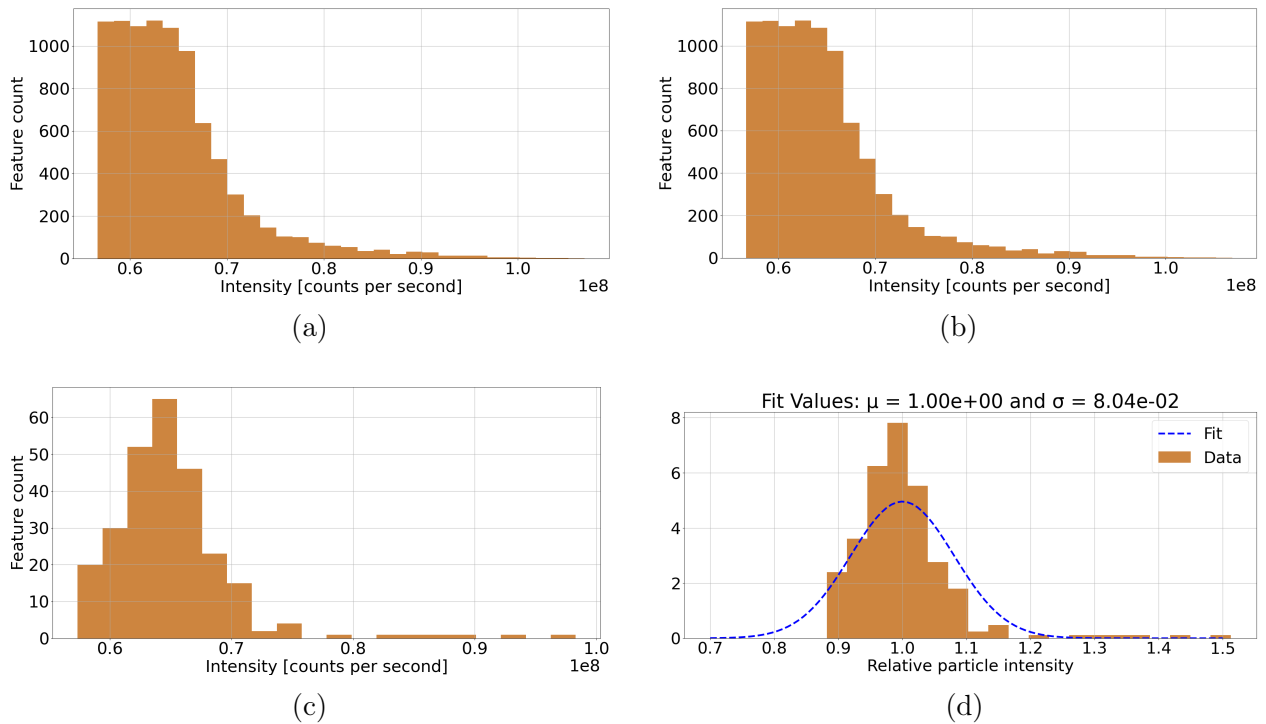 1000
800
600
400
200
0
Feature count
0.6 0.7 0.8 0.9 1.0
Intensity [counts per second]
1e8
(a)
1000
800
600
400
200
0
Feature count
0.6 0.7 0.8 0.9 1.0
Intensity [counts per second]
1e8
(b)
60
50
40
30
20
10
0
Feature count
0.6 0.7 0.8 0.9 1.0
Intensity [counts per second]
1e8
(c)
Fit Values: μ = 1.00e+00 and σ = 8.04e-02
8
6
4
2
0
Fit
Data
0.7 0.8 0.9 1.0 1.1 1.2 1.3 1.4 1.5
Relative particle intensity
(d)